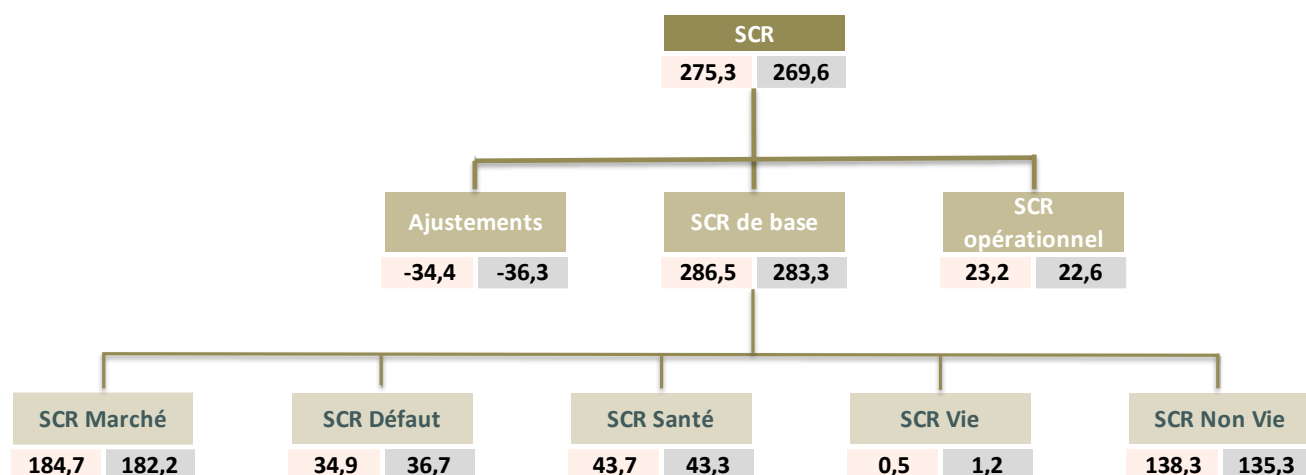 SCR
275,3 269,6
Ajustements
-34,4 -36,3
SCR de base
286,5 283,3
SCR
opérationnel
23,2 22,6
SCR Marché
184,7 182,2
SCR Défaut
34,9 36,7
SCR Santé
43,7 43,3
SCR Vie
0,5 1,2
SCR Non Vie
138,3 135,3